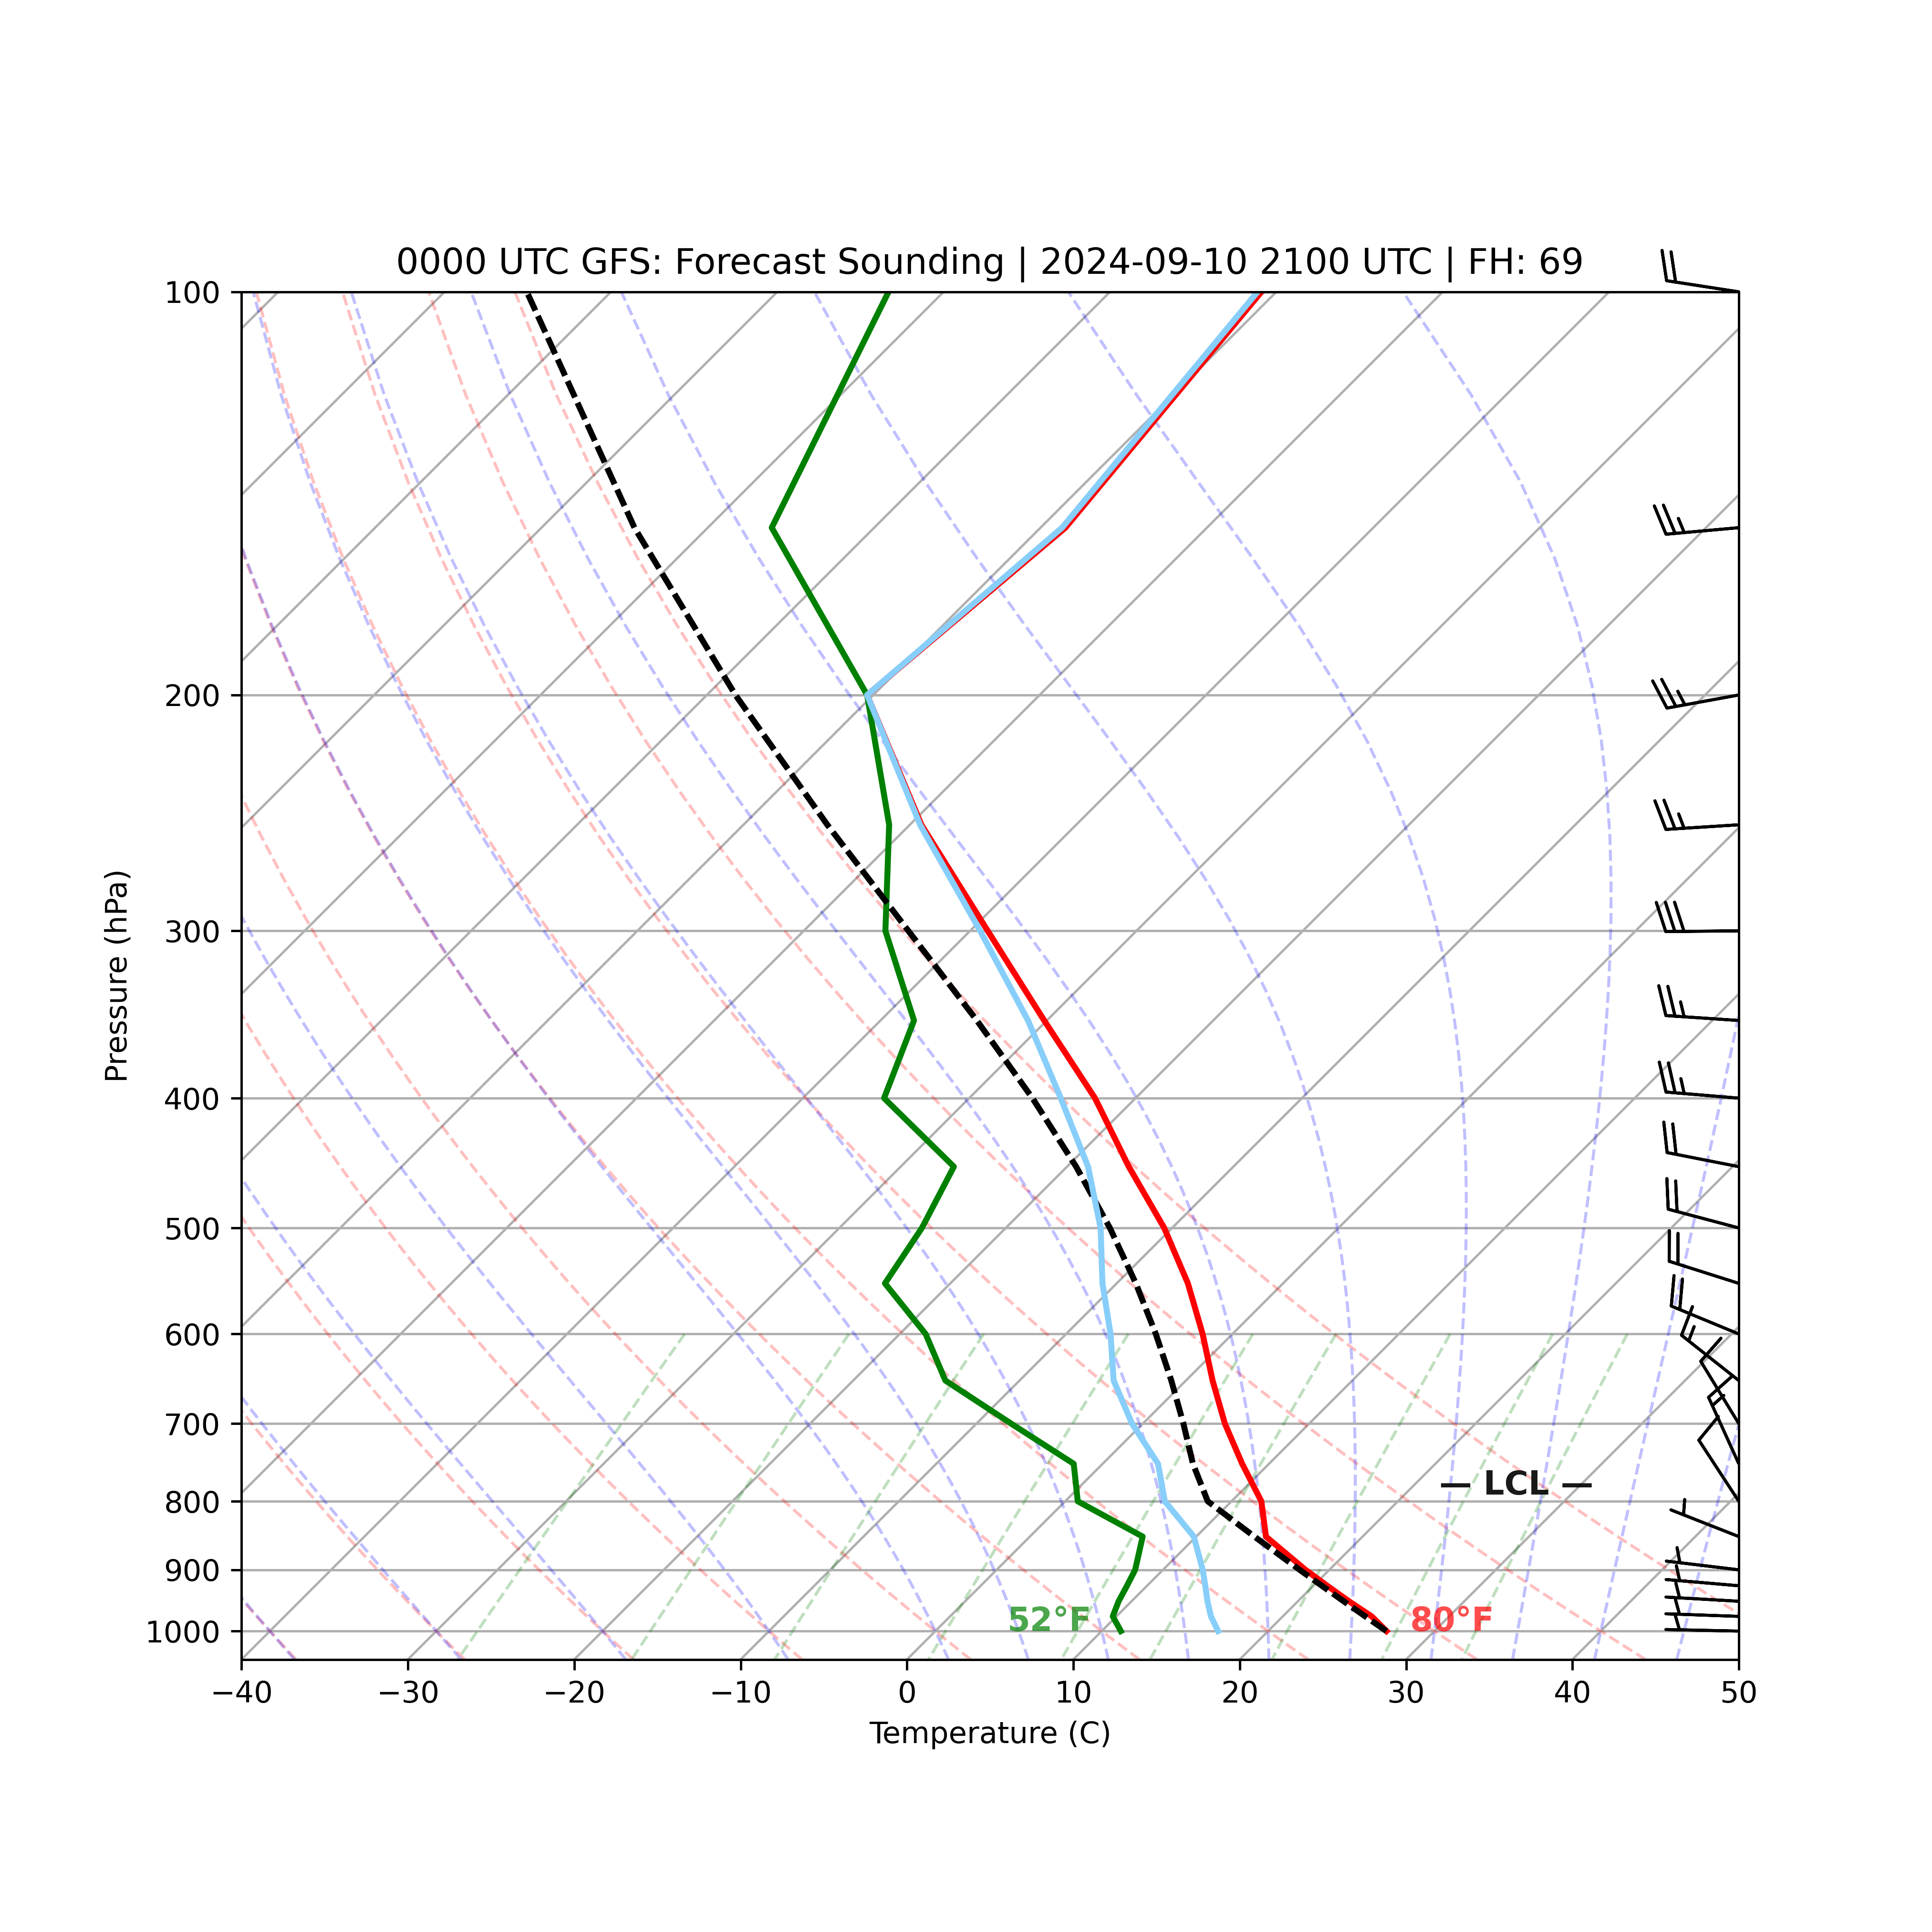 0000 UTC GFS: Forecast Sounding | 2024-09-10 2100 UTC | FH: 69
100
200
300
400
500
600
700
800
900
1000
Pressure (hPa)
— LCL —
52°F
80°F
−40 −30 −20 −10 0 10 20 30 40 50
Temperature (C)